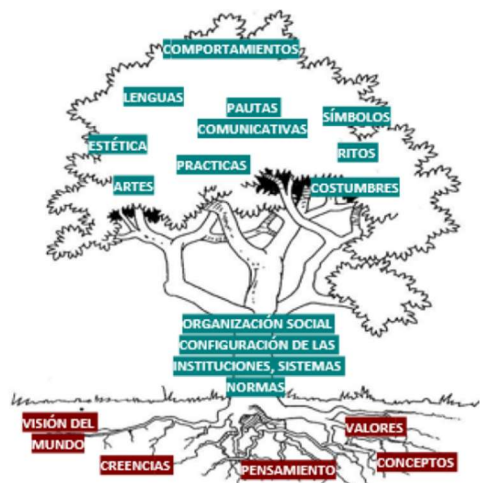 COMPORTAMIENTOS
LENGUAS
PAUTAS
COMUNICATIVAS
SÍMBOLOS
ESTÉTICA
RITOS
PRACTICAS
ARTES
COSTUMBRES
ORGANIZACIÓN SOCIAL
CONFIGURACIÓN DE LAS
INSTITUCIONES, SISTEMAS
NORMAS
VISIÓN DEL
MUNDO
VALORES
CREENCIAS
PENSAMIENTO
CONCEPTOS